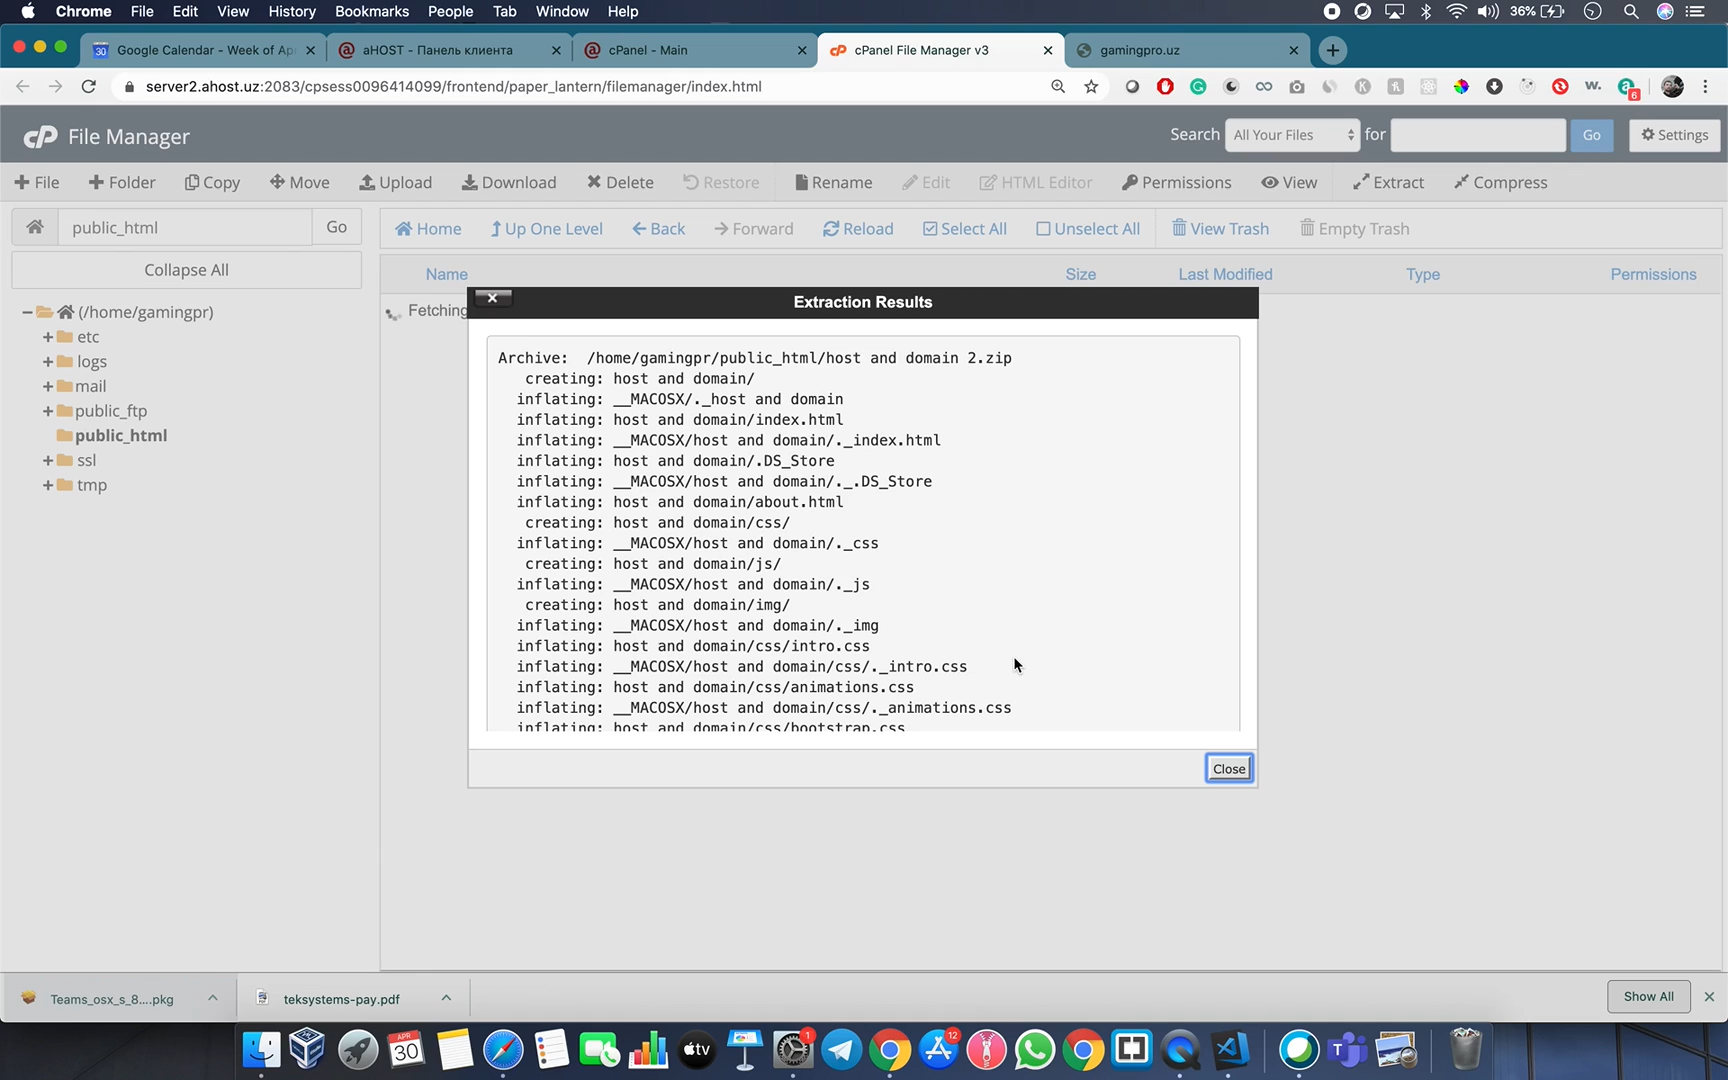 Chrome File Edit View History Bookmarks People Tab Window Help 36%
Google Calendar - Week of Ap
aHOST - Панель клиента
cPanel - Main
cPanel File Manager v3
gamingpro.uz
server2.ahost.uz:2083/cpsess0096414099/frontend/paper_lantern/filemanager/index.html
6
cP File Manager
Search All Your Files for Go Settings
File Folder Copy Move Upload Download Delete Restore Rename Edit HTML Editor Permissions View Extract Compress
public_html Go
Home Up One Level Back Forward Reload Select All Unselect All View Trash Empty Trash
Collapse All
Name Size Last Modified Type Permissions
Fetching
(/home/gamingpr)
etc
logs
mail
public_ftp
public_html
ssl
tmp
Extraction Results
Archive: /home/gamingpr/public_html/host and domain 2.zip
creating: host and domain/
inflating: __MACOSX/._host and domain
inflating: host and domain/index.html
inflating: __MACOSX/host and domain/._index.html
inflating: host and domain/.DS_Store
inflating: __MACOSX/host and domain/._.DS_Store
inflating: host and domain/about.html
creating: host and domain/css/
inflating: __MACOSX/host and domain/._css
creating: host and domain/js/
inflating: __MACOSX/host and domain/._js
creating: host and domain/img/
inflating: __MACOSX/host and domain/._img
inflating: host and domain/css/intro.css
inflating: __MACOSX/host and domain/css/._intro.css
inflating: host and domain/css/animations.css
inflating: __MACOSX/host and domain/css/._animations.css
inflating: host and domain/css/bootstrap.css
Close
Teams_osx_s_8....pkg
teksystems-pay.pdf
Show All
APR
30
tv
1
12